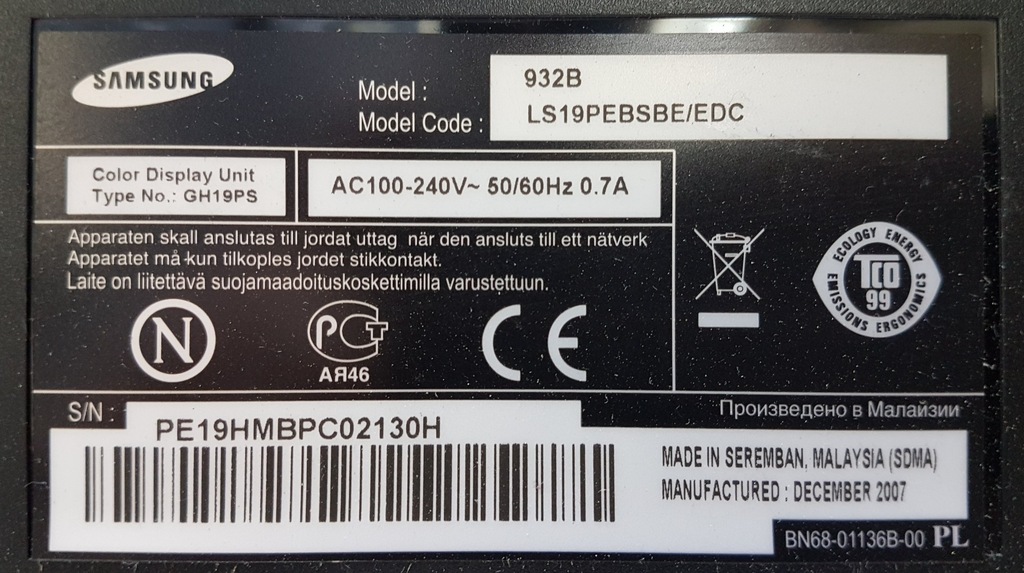 SAMSUNG
Model :
932B
Model Code :
LS19PEBSBE/EDC
Color Display Unit
Type No.: GH19PS
AC100-240V~ 50/60Hz 0.7A
Apparaten skall anslutas till jordat uttag när den ansluts till ett nätverk
Apparatet må kun tilkoples jordet stikkontakt.
Laite on liitettävä suojamaadoituskoskettimilla varustettuun.
ECOLOGY ENERGY
TCO
99
EMISSIONS ERGONOMICS
N
РСТ
АЯ46
CE
S/N :
PE19HMBPC02130H
Произведено в Малайзии
MADE IN SEREMBAN, MALAYSIA (SDMA)
MANUFACTURED : DECEMBER 2007
BN68-01136B-00 PL